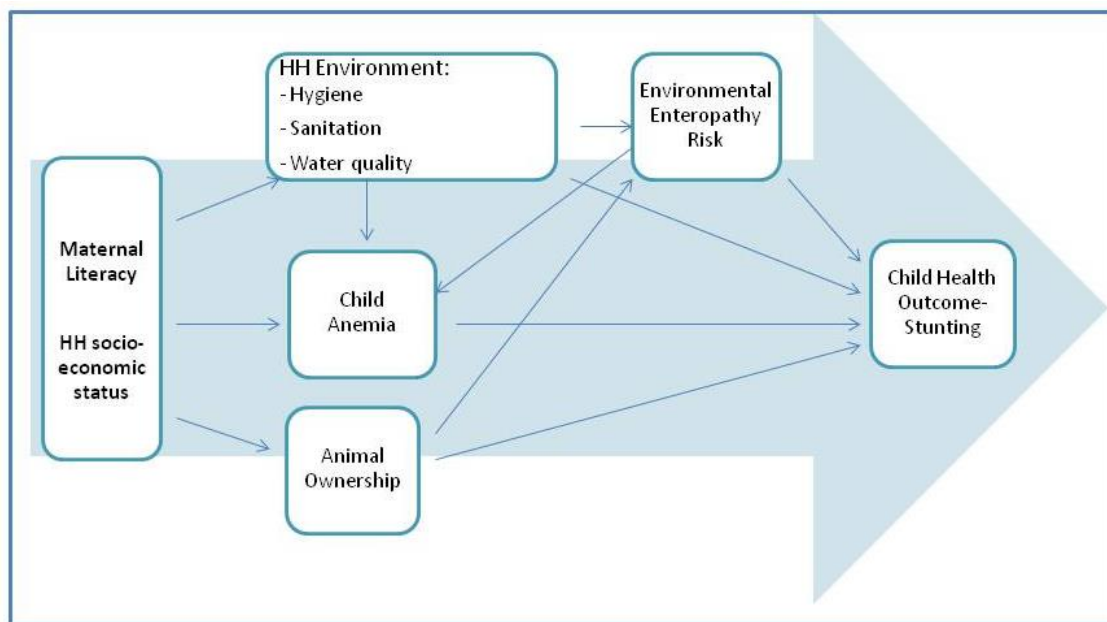 HH Environment:
- Hygiene
- Sanitation
- Water quality
Environmental
Enteropathy
Risk
Maternal
Literacy
HH socio-
economic
status
Child
Anemia
Child Health
Outcome-
Stunting
Animal
Ownership